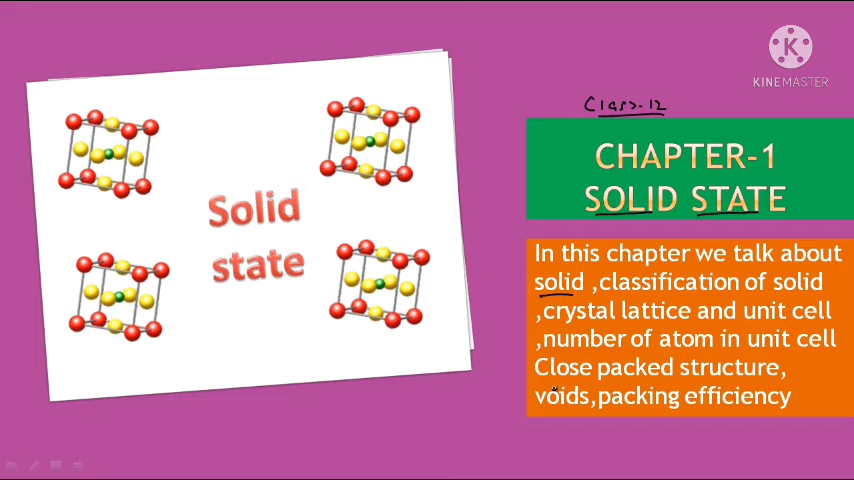 K
KINEMASTER
Class-12
CHAPTER-1
SOLID STATE
Solid
state
In this chapter we talk about
solid ,classification of solid
,crystal lattice and unit cell
,number of atom in unit cell
Close packed structure,
voids,packing efficiency